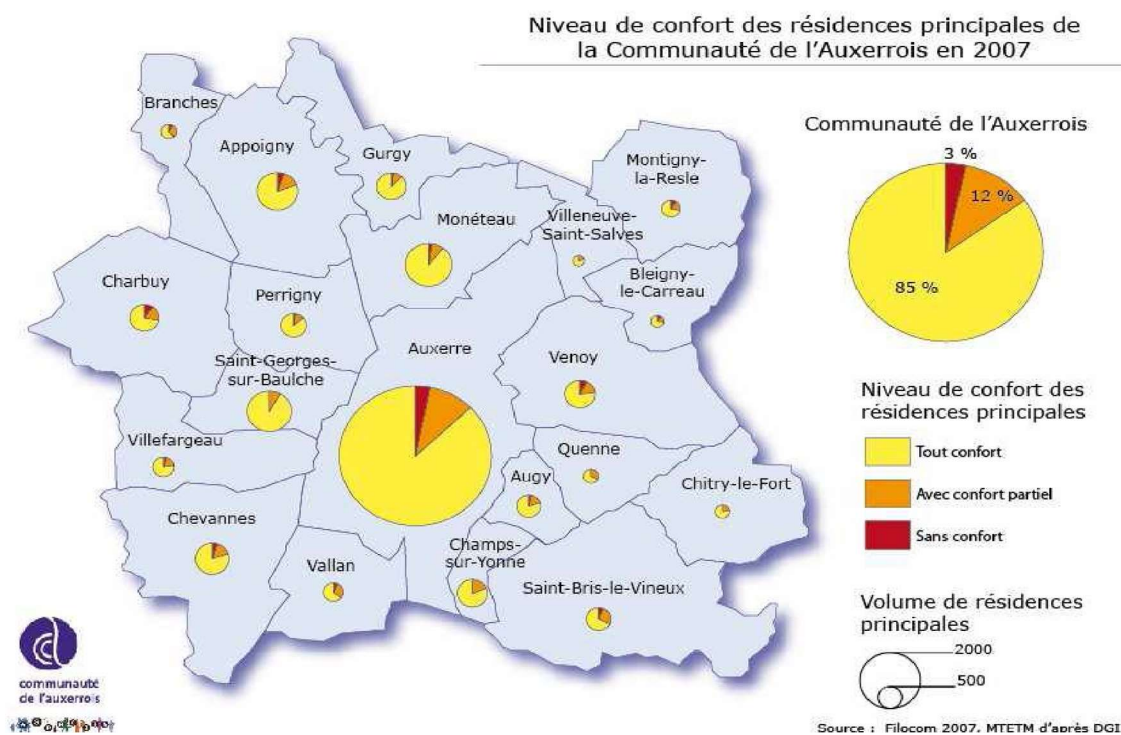 Niveau de confort des résidences principales de
la Communauté de l'Auxerrois en 2007
Branches
Appoigny
Gurgy
Montigny-
la-Resle
Monéteau
Villeneuve-
Saint-Salves
Charbuy
Perrigny
Bleigny-
le-Carreau
Saint-Georges-
sur-Baulche
Auxerre
Venoy
Villefargeau
Quenne
Augy
Chitry-le-Fort
Chevannes
Vallan
Champs-
sur-Yonne
Saint-Bris-le-Vineux
Communauté de l'Auxerrois
3 %
12 %
85 %
Niveau de confort des
résidences principales
Tout confort
Avec confort partiel
Sans confort
Volume de résidences
principales
2000
500
communauté
de l'auxerrois
Source : Filocom 2007, MTETM d'après DGI